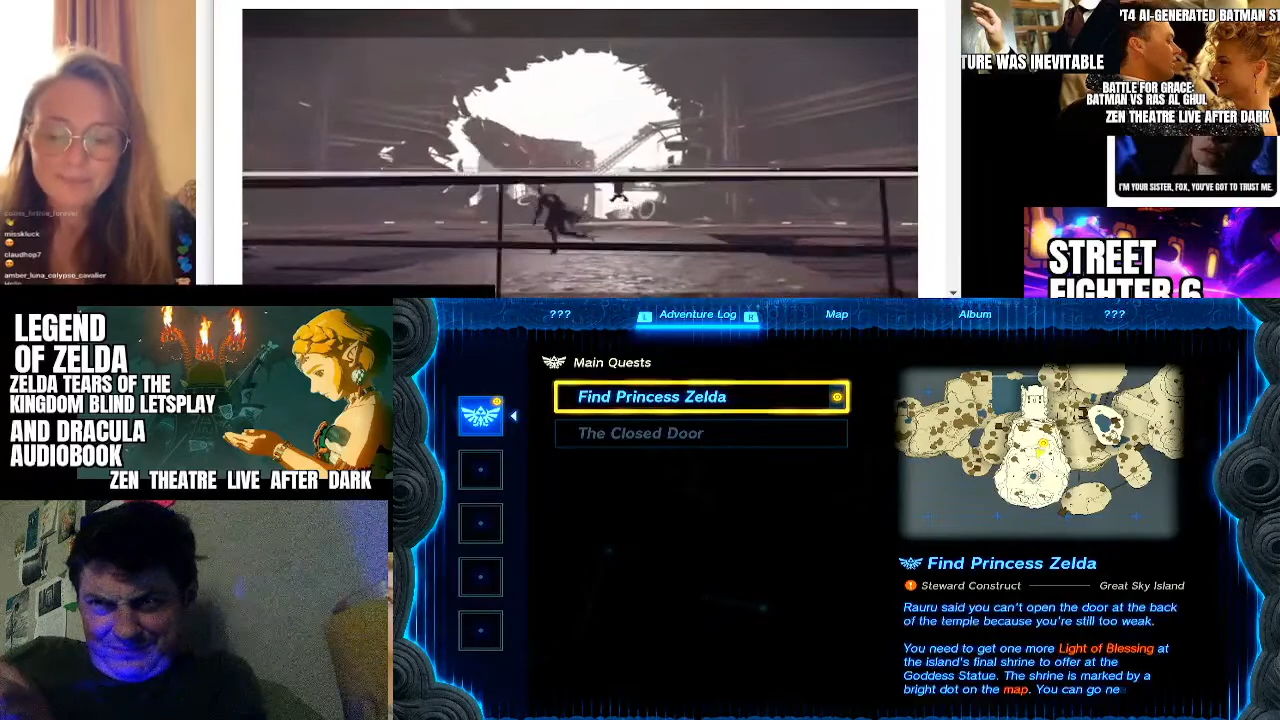 misskluck
claudhop7
amber_luna_calypso_cavalier
PT4 AI-GENERATED BATMAN ST
TURE WAS INEVITABLE
BATTLE FOR GRACE:
BATMAN VS RAS AL GHUL
ZEN THEATRE LIVE AFTER DARK
I'M YOUR SISTER, FOX, YOU'VE GOT TO TRUST ME.
STREET
FIGHTER 6
LEGEND
OF ZELDA
ZELDA TEARS OF THE
KINGDOM BLIND LETSPLAY
AND DRACULA
AUDIOBOOK
ZEN THEATRE LIVE AFTER DARK
??? L Adventure Log R Map Album ???
Main Quests
Find Princess Zelda
The Closed Door
Find Princess Zelda
Steward Construct Great Sky Island
Rauru said you can't open the door at the back
of the temple because you're still too weak.
You need to get one more Light of Blessing at
the island's final shrine to offer at the
Goddess Statue. The shrine is marked by a
bright dot on the map. You can go ne